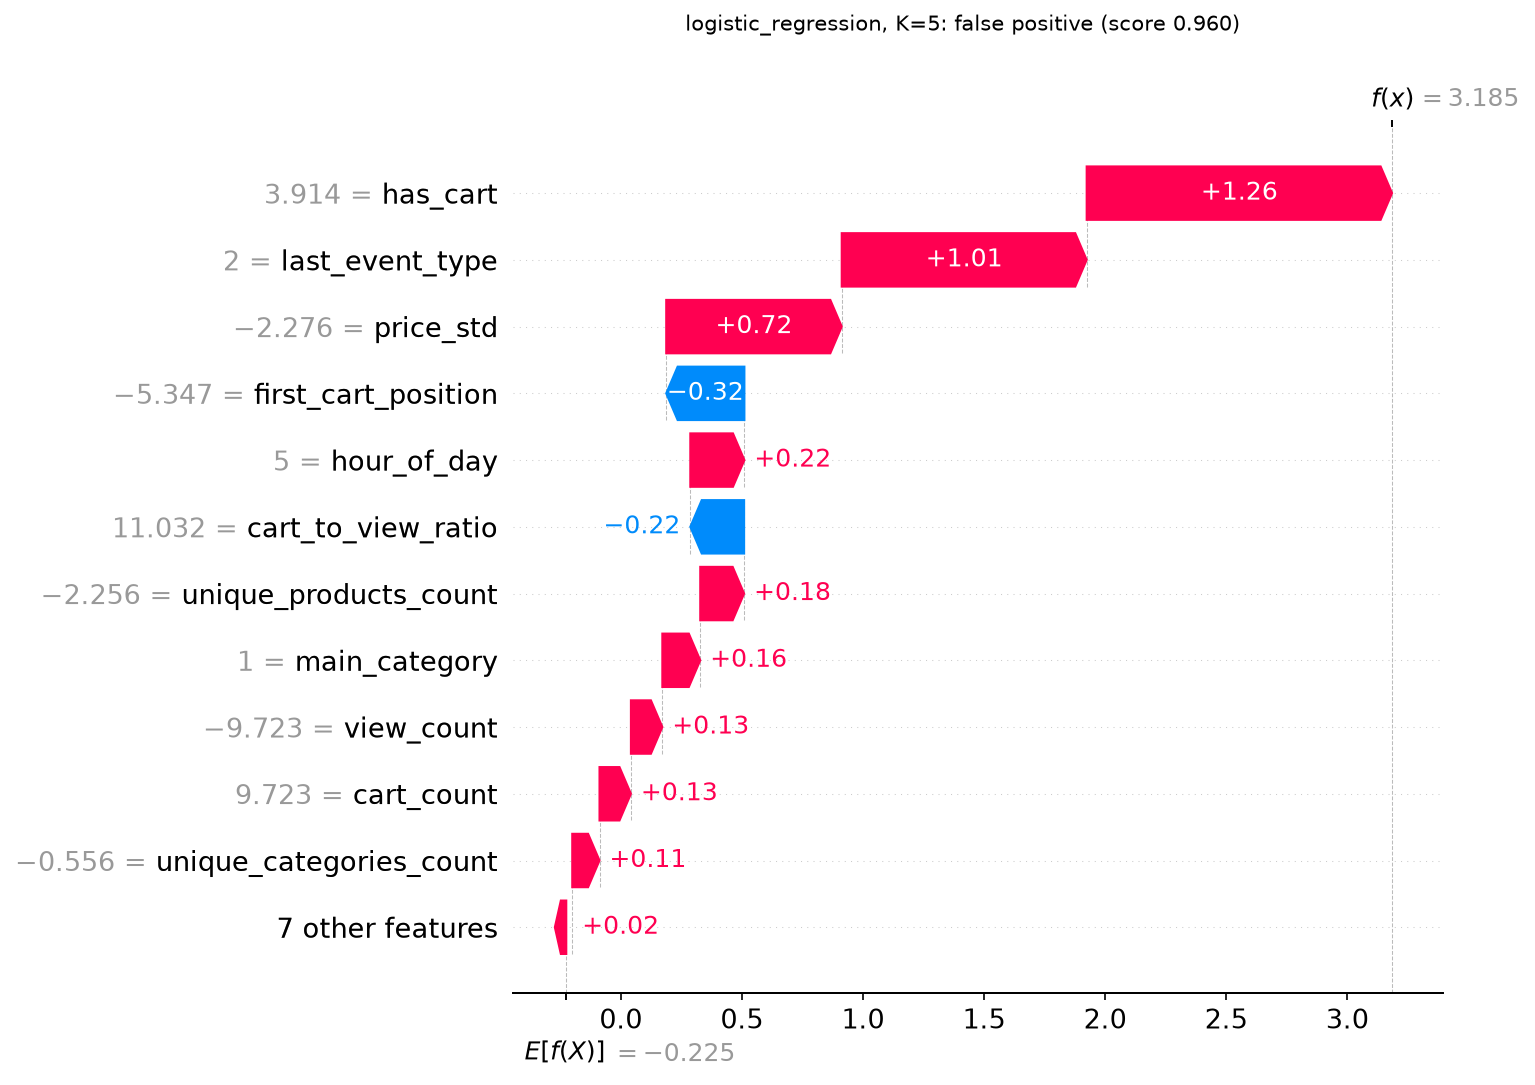 logistic_regression, K=5: false positive (score 0.960)
f(x) = 3.185
3.914 = has_cart
+1.26
2 = last_event_type
+1.01
−2.276 = price_std
+0.72
−5.347 = first_cart_position
−0.32
5 = hour_of_day
+0.22
11.032 = cart_to_view_ratio
−0.22
−2.256 = unique_products_count
+0.18
1 = main_category
+0.16
−9.723 = view_count
+0.13
9.723 = cart_count
+0.13
−0.556 = unique_categories_count
+0.11
7 other features
+0.02
0.0 0.5 1.0 1.5 2.0 2.5 3.0
E[f(X)] = −0.225